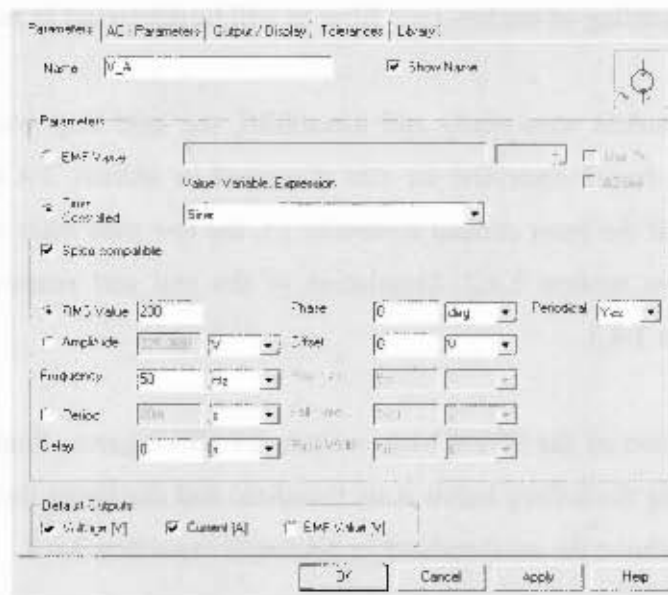 Parameters AC Parameters Output / Display Tolerances Library
Name V_A Show Name
Parameters
EMF Value Use Pin
Value, Variable, Expression
Time Controlled Sine
Spice compatible
RMS Value 230 Phase 0 deg Periodical Yes
Amplitude V Offset 0 V
Frequency 50 Hz
Period s
Delay 0 s
Default Outputs
Voltage [V] Current [A] EMF Value [V]
OK Cancel Apply Help